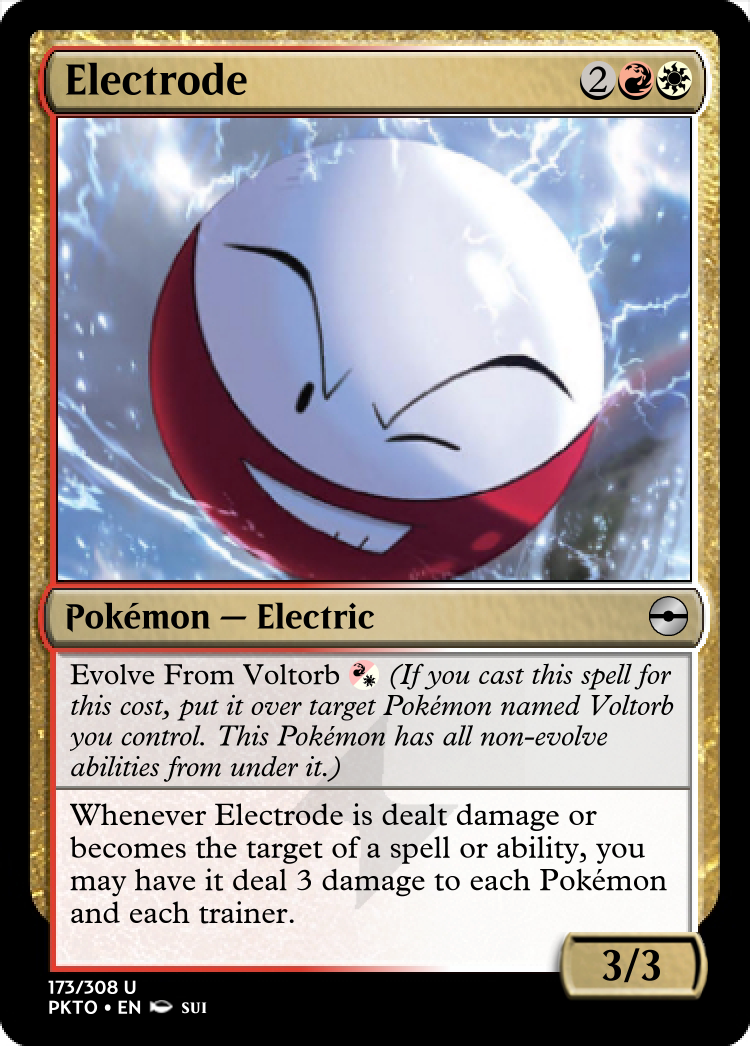 Electrode 2
Pokémon — Electric
Evolve From Voltorb (If you cast this spell for
this cost, put it over target Pokémon named Voltorb
you control. This Pokémon has all non-evolve
abilities from under it.)
Whenever Electrode is dealt damage or
becomes the target of a spell or ability, you
may have it deal 3 damage to each Pokémon
and each trainer.
3/3
173/308 U
PKTO • EN SUI